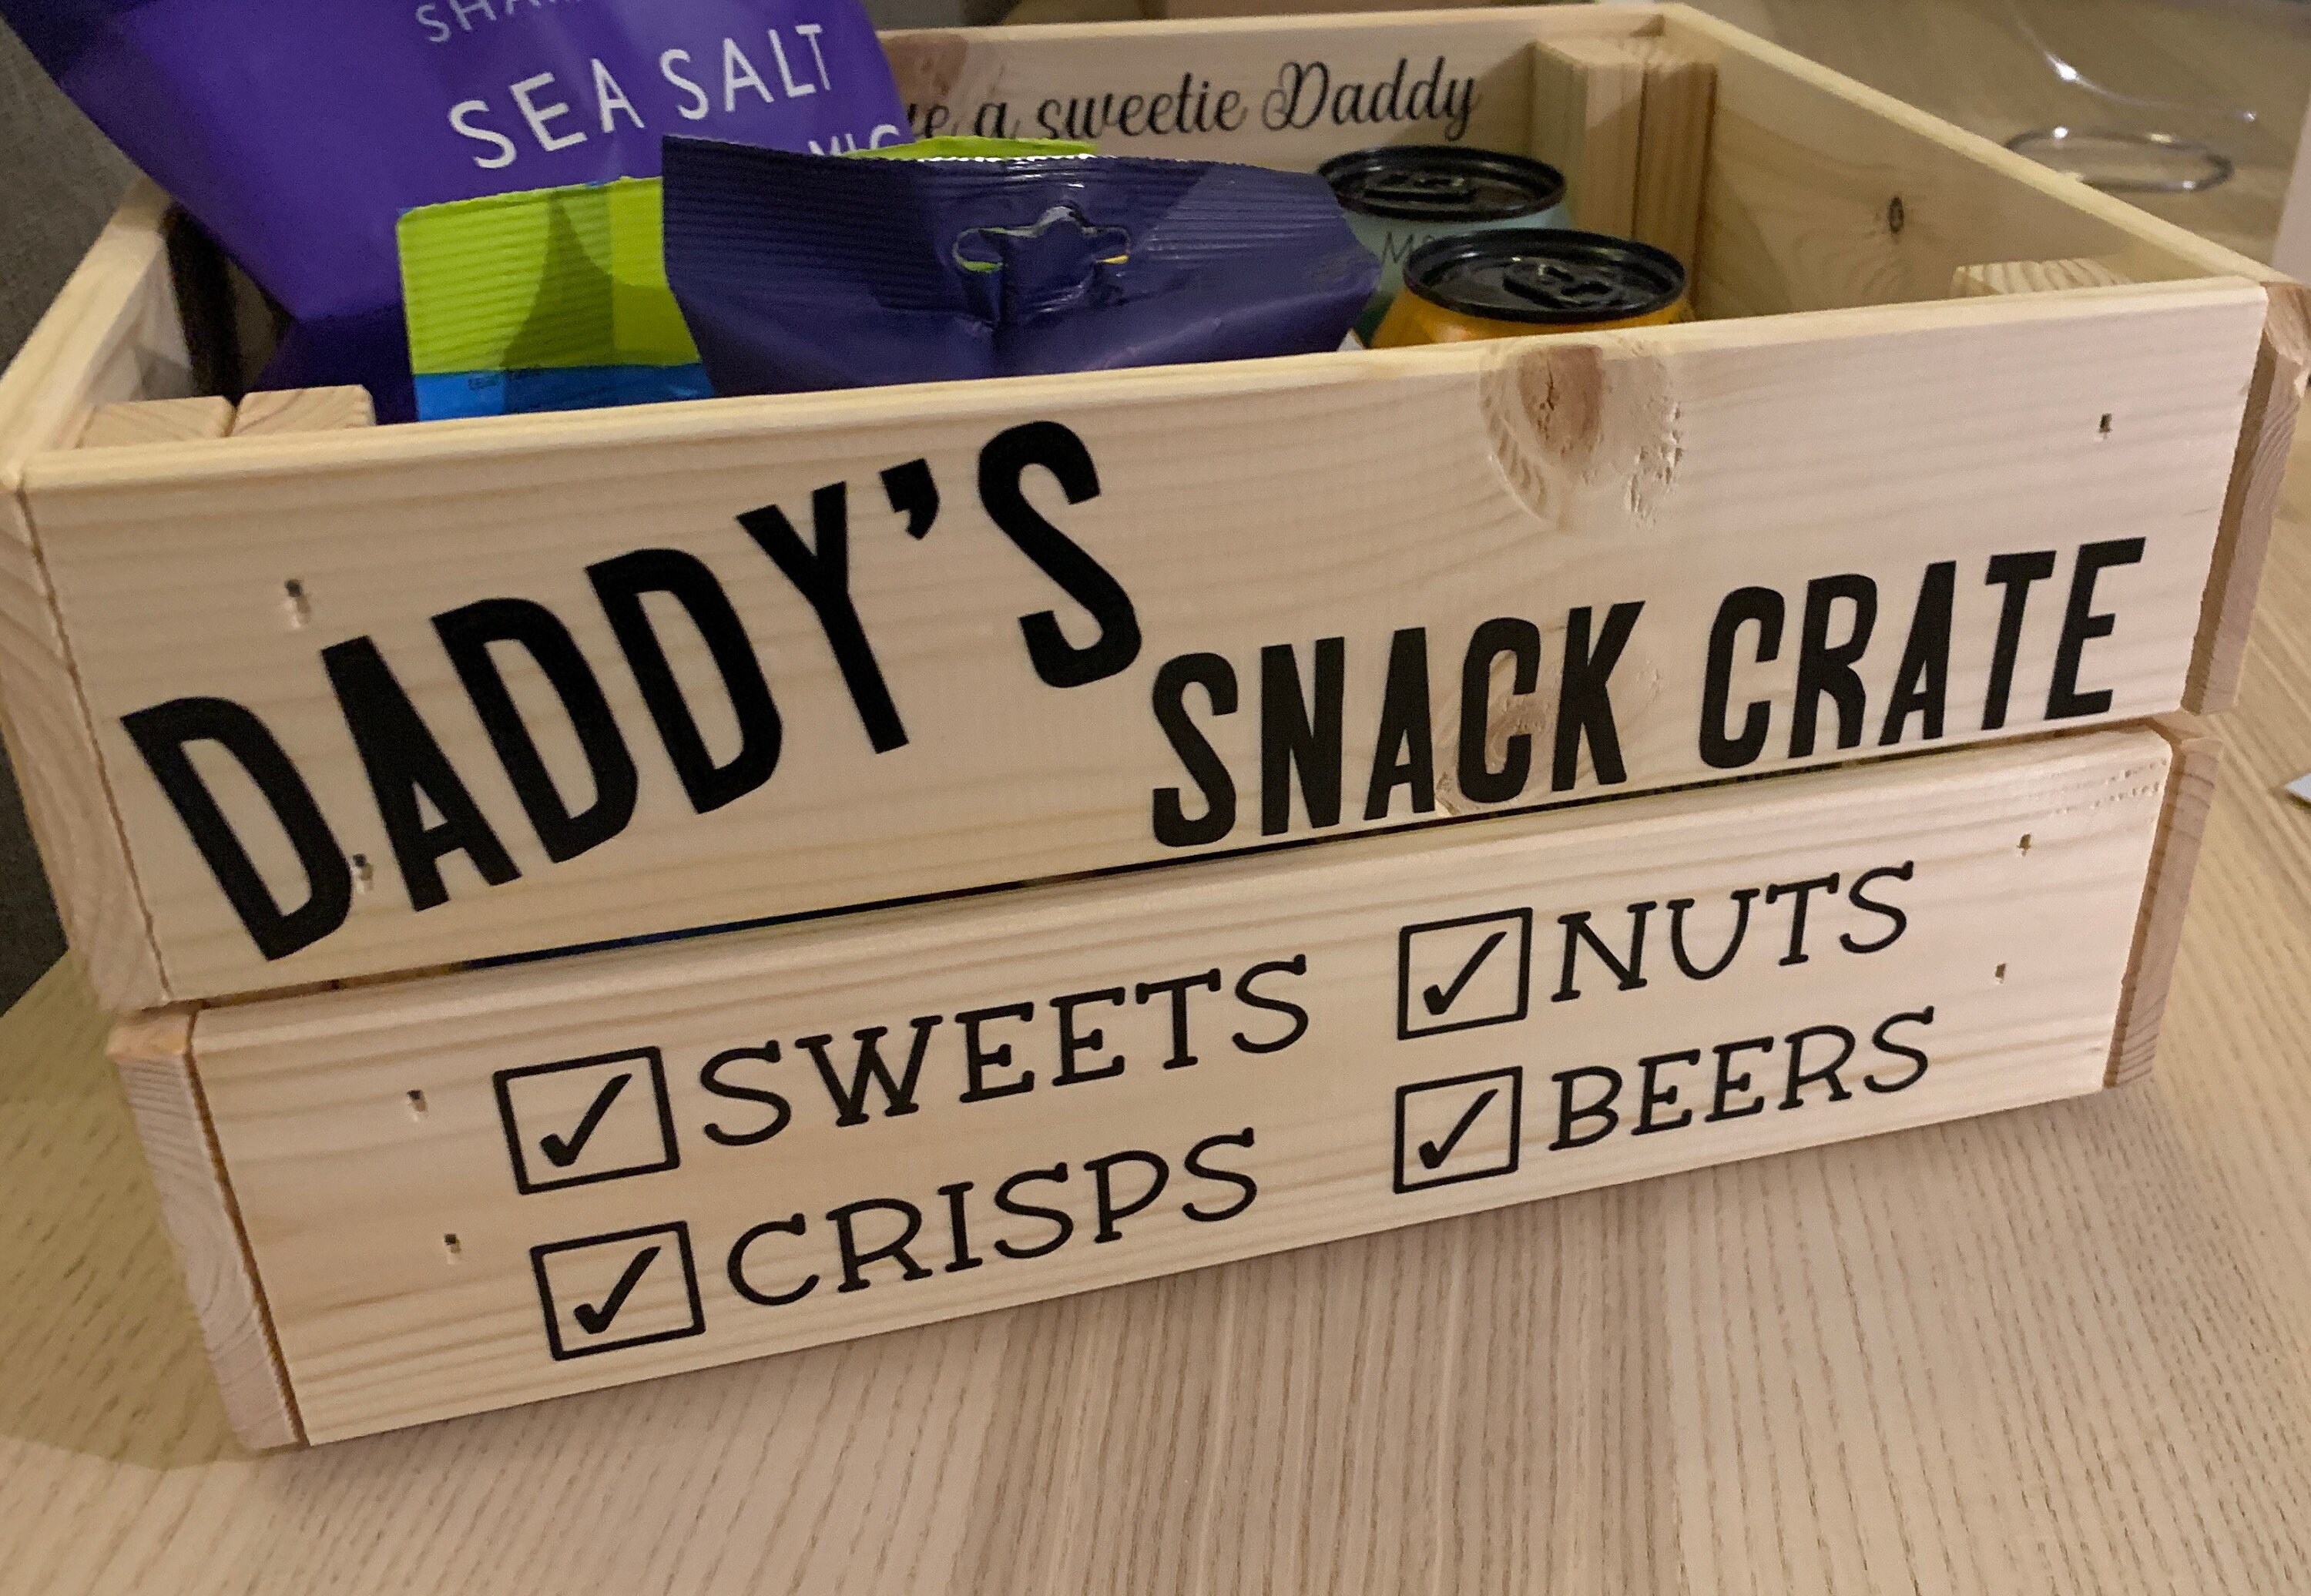 SEA SALT
a sweetie Daddy
DADDY'S
SNACK CRATE
SWEETS
NUTS
CRISPS
BEERS